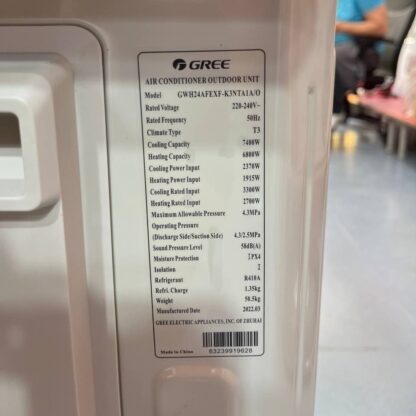 GREE
AIR CONDITIONER OUTDOOR UNIT
Model GWH24AFEXF-K3NTA1A/O
Rated Voltage 220-240V~
Rated Frequency 50Hz
Climate Type T3
Cooling Capacity 7400W
Heating Capacity 6800W
Cooling Power Input 2370W
Heating Power Input 1915W
Cooling Rated Input 3300W
Heating Rated Input 2700W
Maximum Allowable Pressure 4.3MPa
Operating Pressure
(Discharge Side/Suction Side) 4.3/2.5MPa
Sound Pressure Level 58dB(A)
Moisture Protection IPX4
Isolation I
Refrigerant R410A
Refri. Charge 1.35kg
Weight 50.5kg
Manufactured Date 2022.03
GREE ELECTRIC APPLIANCES, INC. OF ZHUHAI
Made in China 63239919628